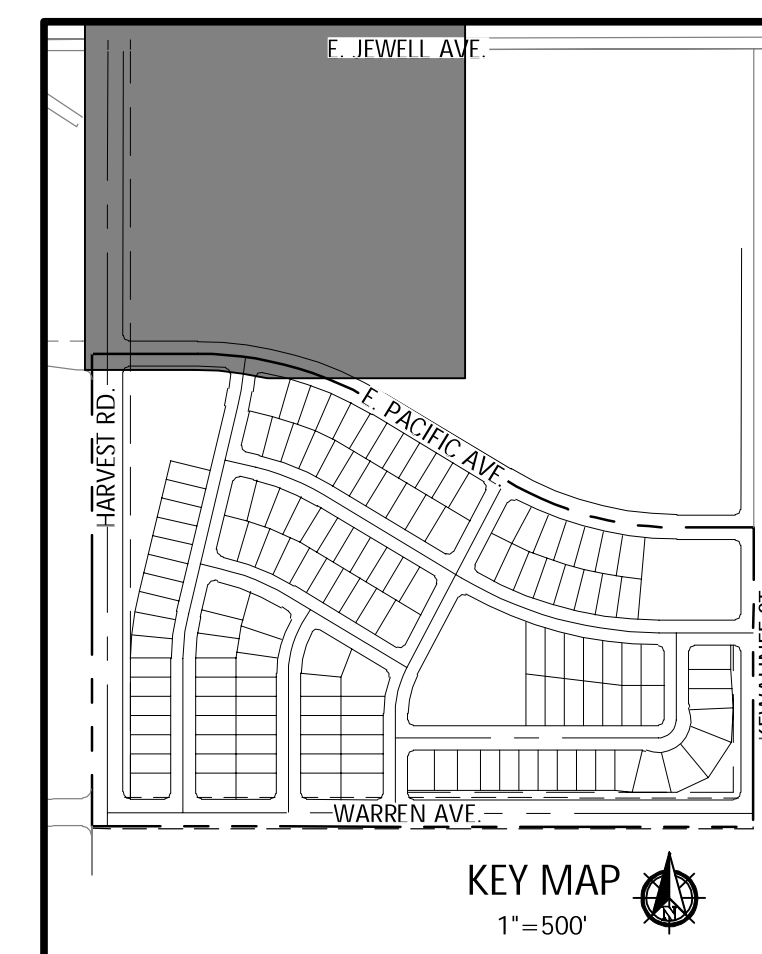 E. JEWELL AVE.
HARVEST RD.
E. PACIFIC AVE.
WARREN AVE.
KEY MAP
N
1"=500'